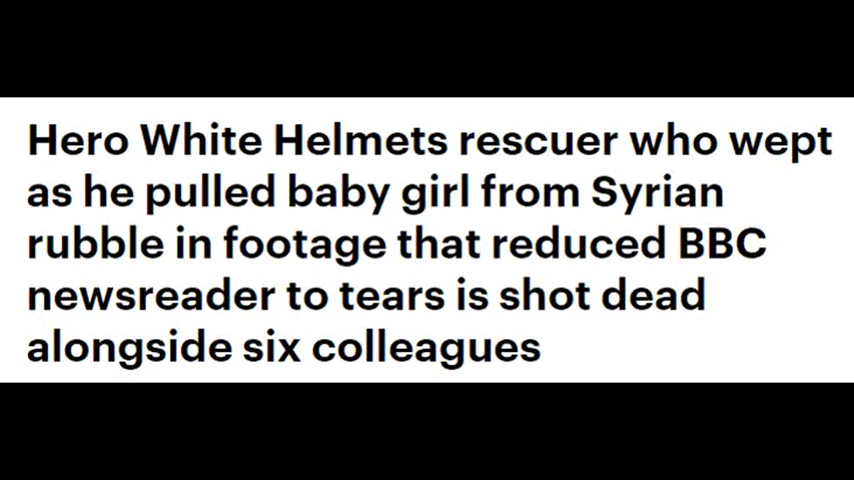 Hero White Helmets rescuer who wept
as he pulled baby girl from Syrian
rubble in footage that reduced BBC
newsreader to tears is shot dead
alongside six colleagues